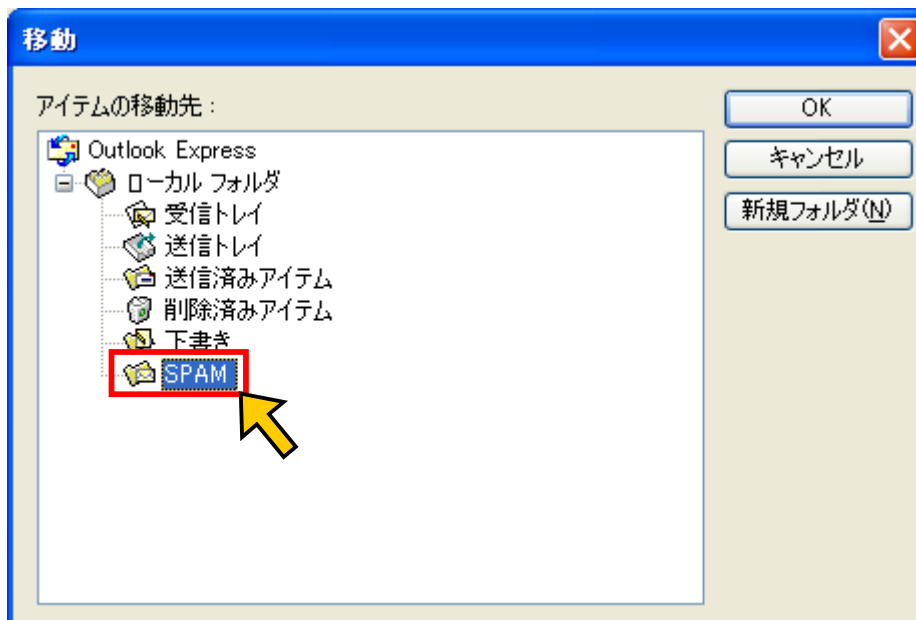 移動
アイテムの移動先:
Outlook Express
ローカル フォルダ
受信トレイ
送信トレイ
送信済みアイテム
削除済みアイテム
下書き
SPAM
OK
キャンセル
新規フォルダ(N)